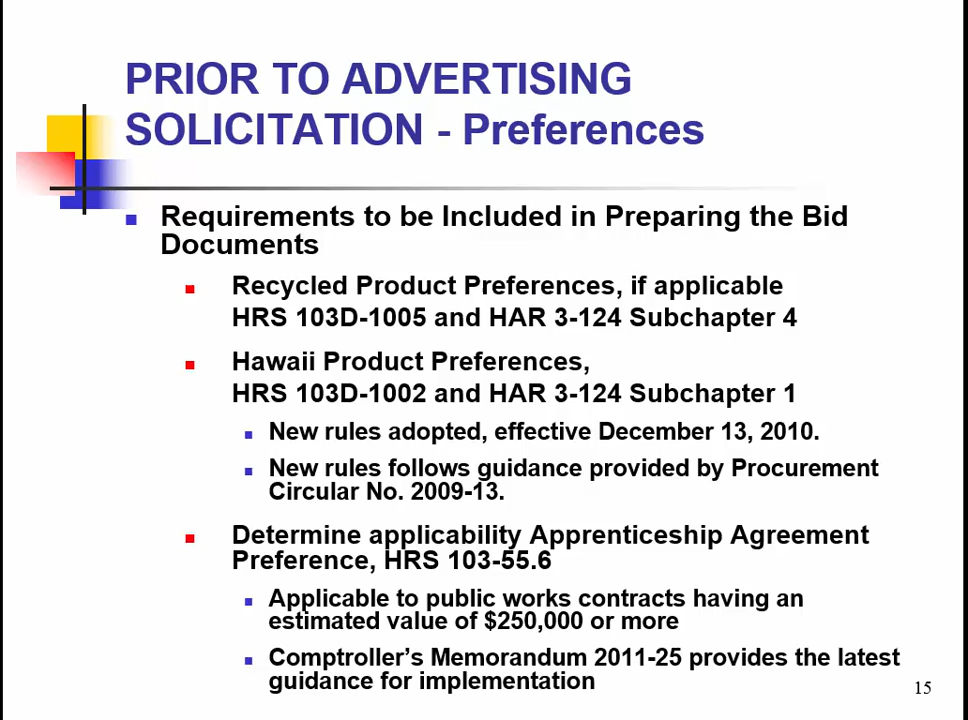 PRIOR TO ADVERTISING
SOLICITATION - Preferences
Requirements to be Included in Preparing the Bid
Documents
Recycled Product Preferences, if applicable
HRS 103D-1005 and HAR 3-124 Subchapter 4
Hawaii Product Preferences,
HRS 103D-1002 and HAR 3-124 Subchapter 1
New rules adopted, effective December 13, 2010.
New rules follows guidance provided by Procurement
Circular No. 2009-13.
Determine applicability Apprenticeship Agreement
Preference, HRS 103-55.6
Applicable to public works contracts having an
estimated value of $250,000 or more
Comptroller's Memorandum 2011-25 provides the latest
guidance for implementation
15